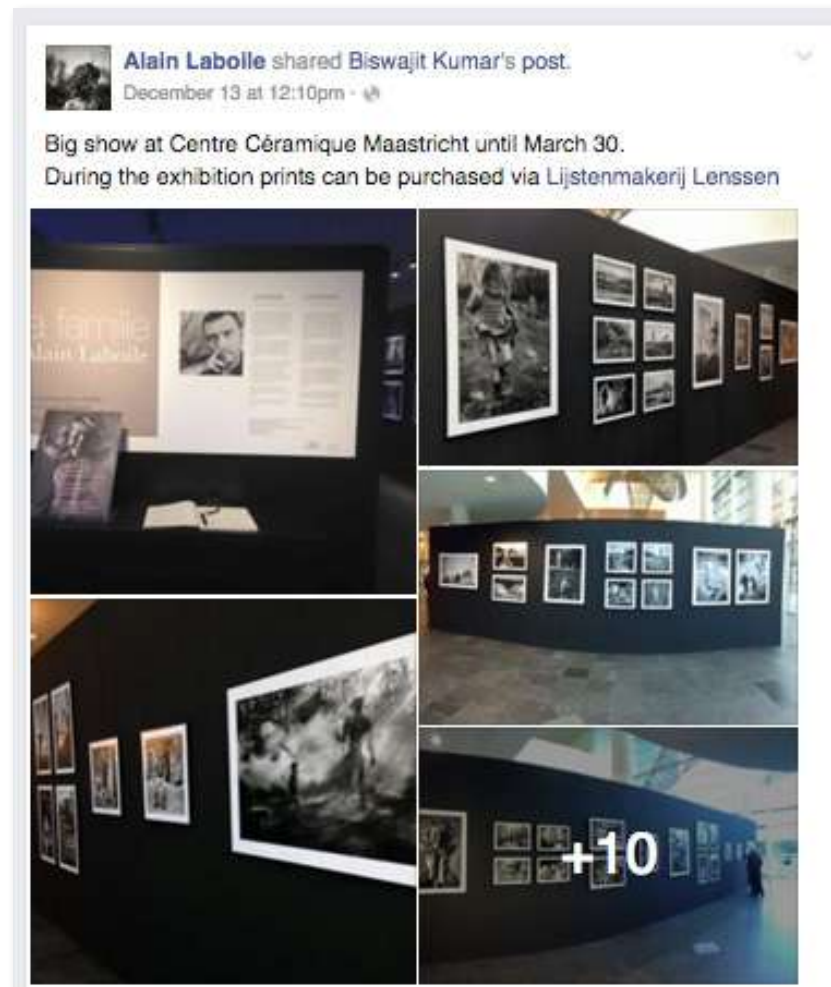 Alain Laboile shared Biswajit Kumar's post.
December 13 at 12:10pm ·
Big show at Centre Céramique Maastricht until March 30.
During the exhibition prints can be purchased via Lijstenmakerij Lenssen
famille
Alain Laboile
+10